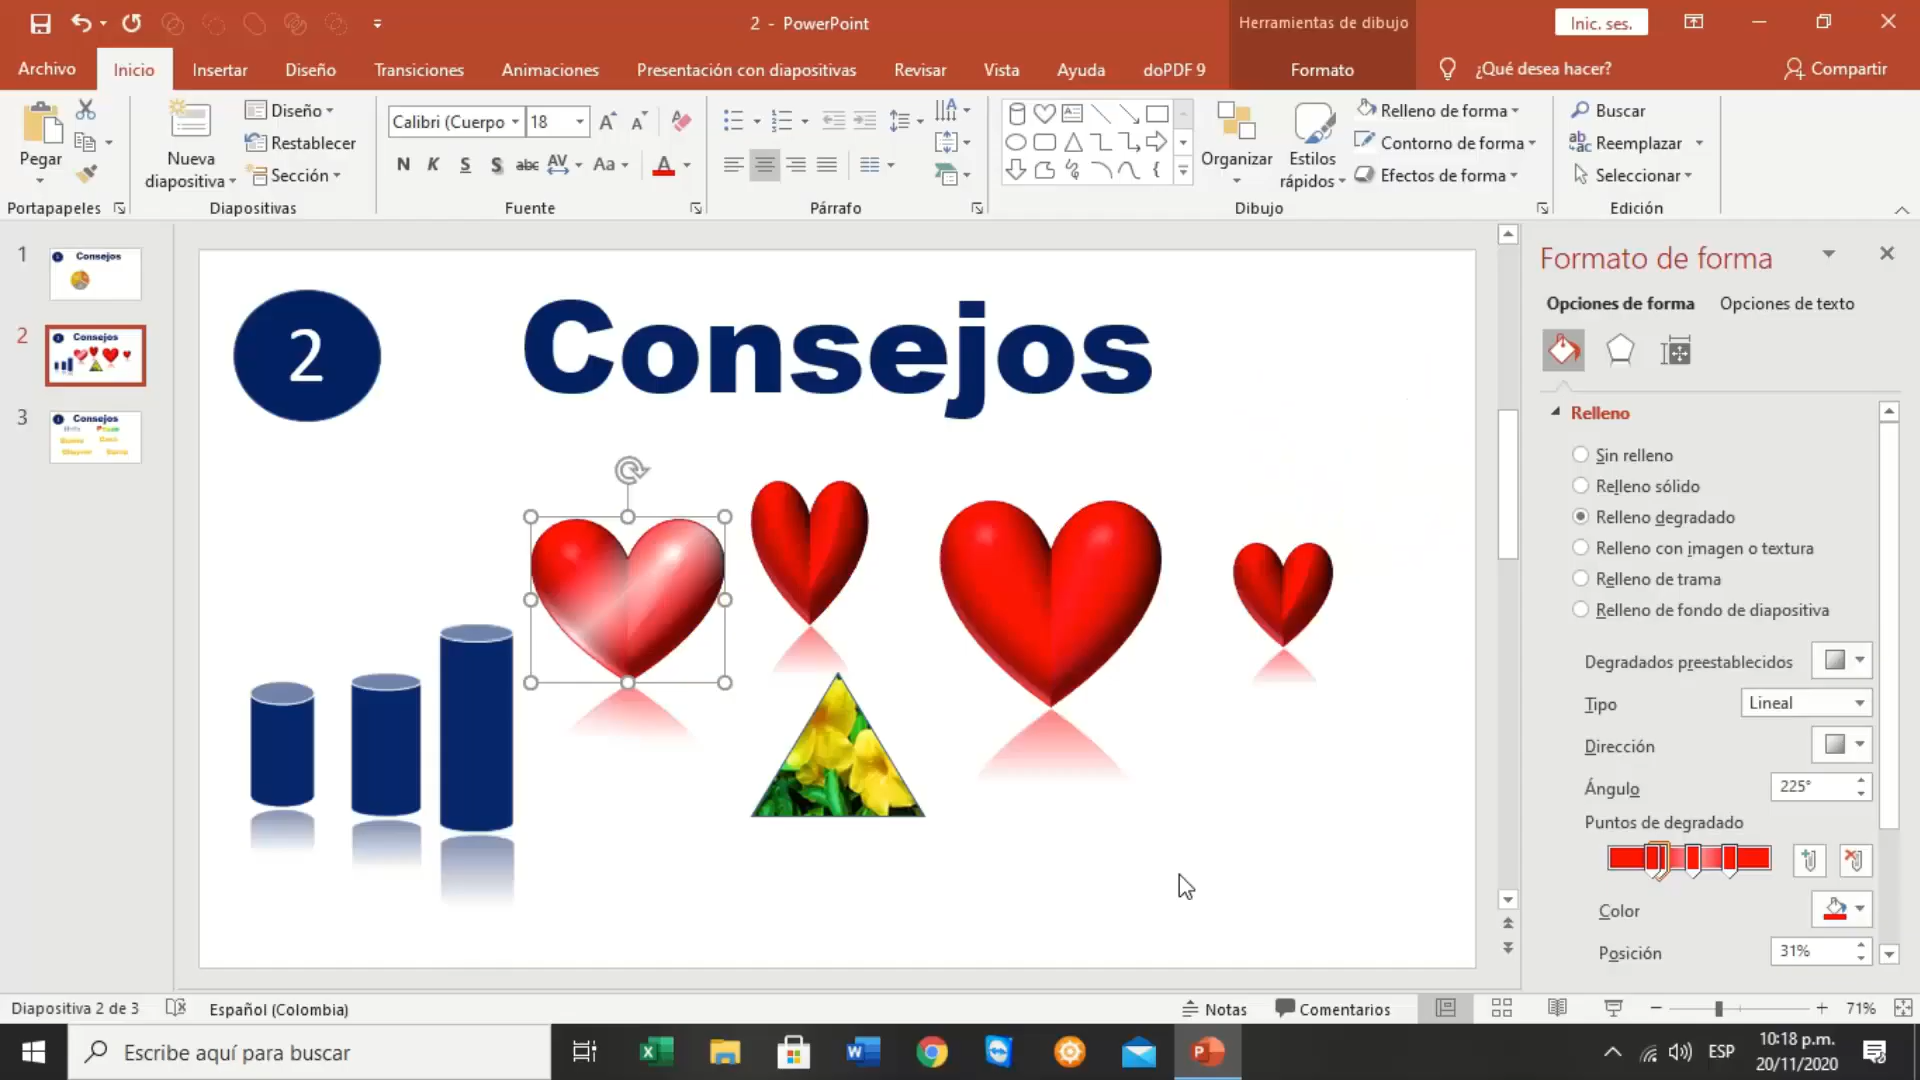 2 - PowerPoint
Herramientas de dibujo
Inic. ses.
Archivo Inicio Insertar Diseño Transiciones Animaciones Presentación con diapositivas Revisar Vista Ayuda doPDF 9 Formato ¿Qué desea hacer? Compartir
Pegar
Nueva diapositiva
Diseño
Restablecer
Sección
Calibri (Cuerpo 18
N K S S abc AV Aa A
Organizar
Estilos rápidos
Relleno de forma
Contorno de forma
Efectos de forma
Buscar
Reemplazar
Seleccionar
Portapapeles Diapositivas Fuente Párrafo Dibujo Edición
1
Consejos
2
Consejos
3
Consejos
2 Consejos
Formato de forma
Opciones de forma Opciones de texto
Relleno
Sin relleno
Relleno sólido
Relleno degradado
Relleno con imagen o textura
Relleno de trama
Relleno de fondo de diapositiva
Degradados preestablecidos
Tipo Lineal
Dirección
Ángulo 225°
Puntos de degradado
Color
Posición 31%
Diapositiva 2 de 3 Español (Colombia) Notas Comentarios 71%
Escribe aquí para buscar
ESP
10:18 p.m.
20/11/2020